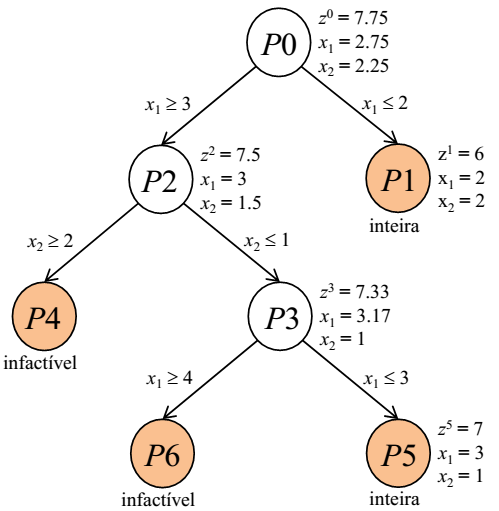 P0
z⁰ = 7.75
x₁ = 2.75
x₂ = 2.25
x₁ ≥ 3
x₁ ≤ 2
P2
z² = 7.5
x₁ = 3
x₂ = 1.5
P1
z¹ = 6
x₁ = 2
x₂ = 2
inteira
x₂ ≥ 2
x₂ ≤ 1
P4
infactível
P3
z³ = 7.33
x₁ = 3.17
x₂ = 1
x₁ ≥ 4
x₁ ≤ 3
P6
infactível
P5
z⁵ = 7
x₁ = 3
x₂ = 1
inteira